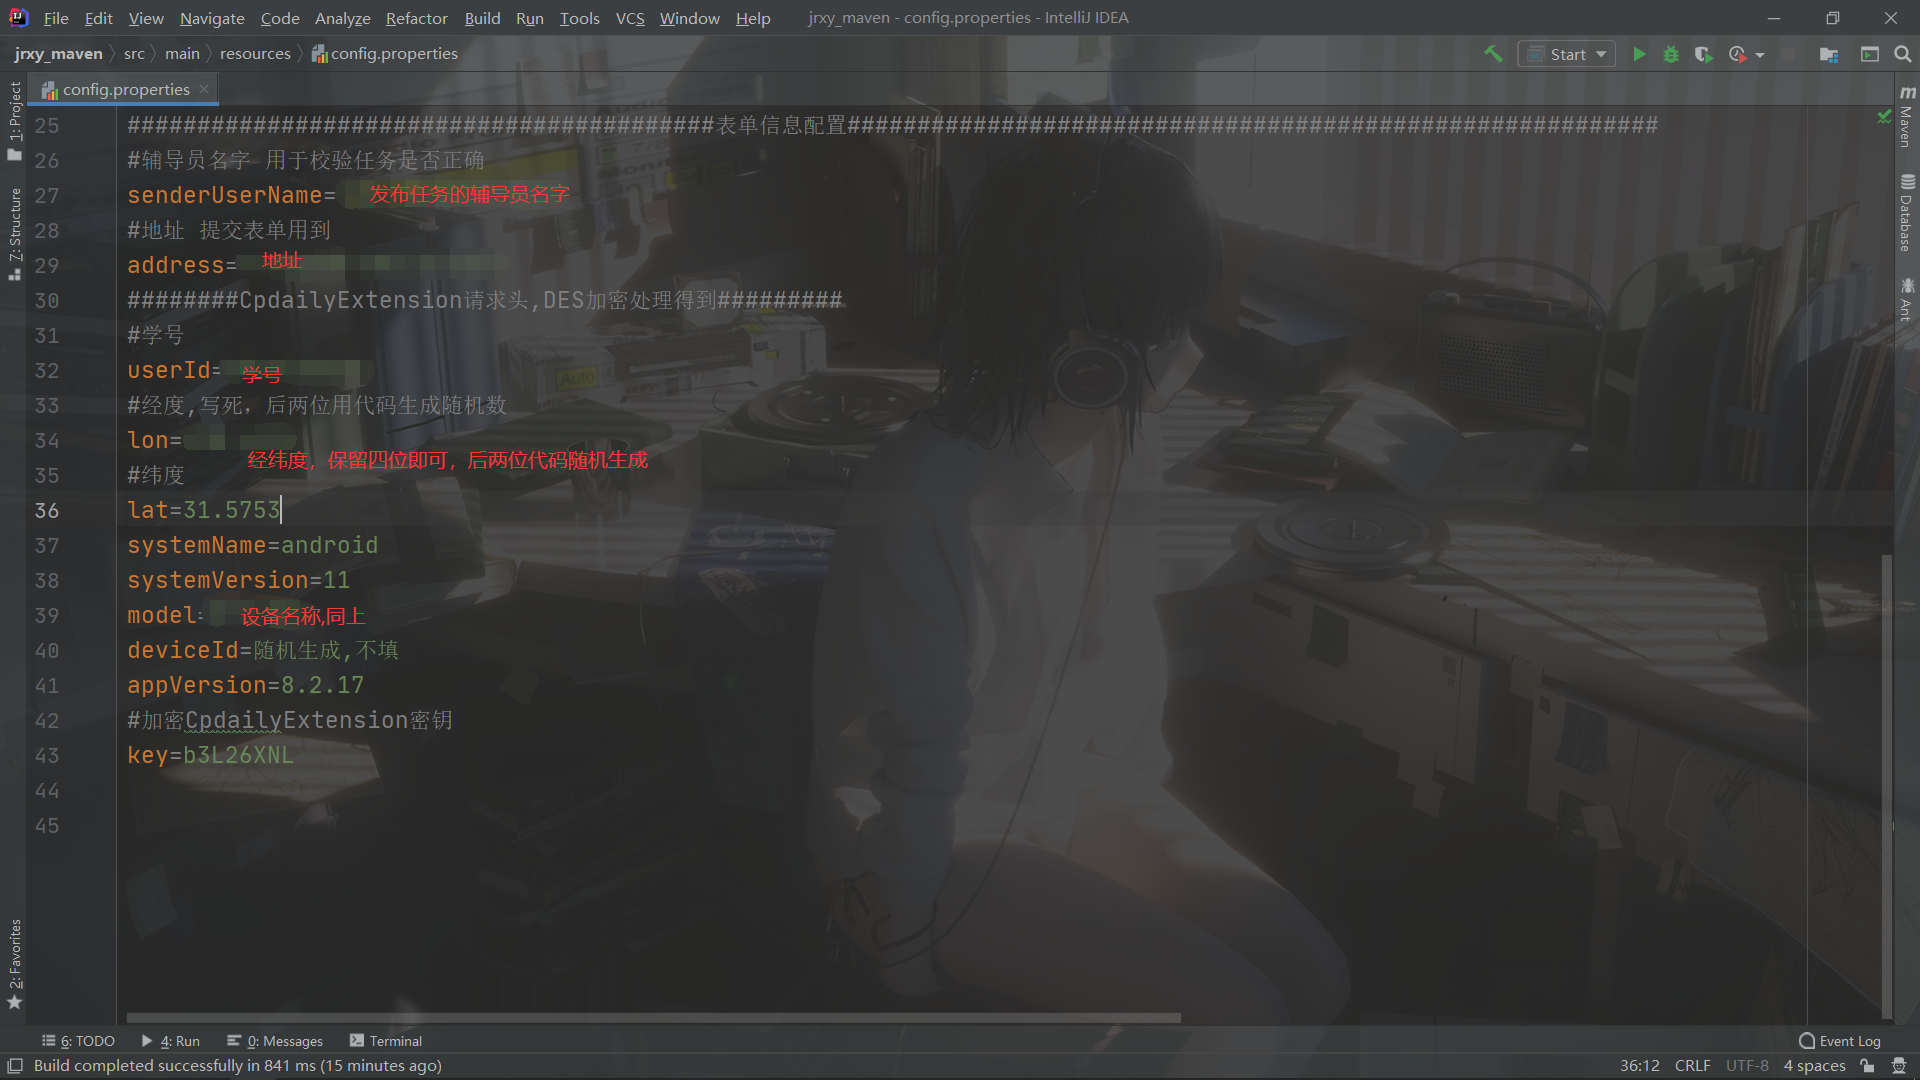 File Edit View Navigate Code Analyze Refactor Build Run Tools VCS Window Help jrxy_maven - config.properties - IntelliJ IDEA
jrxy_maven src main resources config.properties Start
config.properties
1: Project
7: Structure
2: Favorites
25 ##########################################表单信息配置##########################################################
26 #辅导员名字 用于校验任务是否正确
27 senderUserName= 发布任务的辅导员名字
28 #地址 提交表单用到
29 address= 地址
30 ########CpdailyExtension请求头,DES加密处理得到#########
31 #学号
32 userId= 学号
33 #经度,写死, 后两位用代码生成随机数
34 lon=
经纬度，保留四位即可，后两位代码随机生成
35 #纬度
36 lat=31.5753
37 systemName=android
38 systemVersion=11
39 model= 设备名称,同上
40 deviceId=随机生成,不填
41 appVersion=8.2.17
42 #加密CpdailyExtension密钥
43 key=b3L26XNL
44
45
Maven
Database
Ant
6: TODO 4: Run 0: Messages Terminal Event Log
Build completed successfully in 841 ms (15 minutes ago) 36:12 CRLF UTF-8 4 spaces